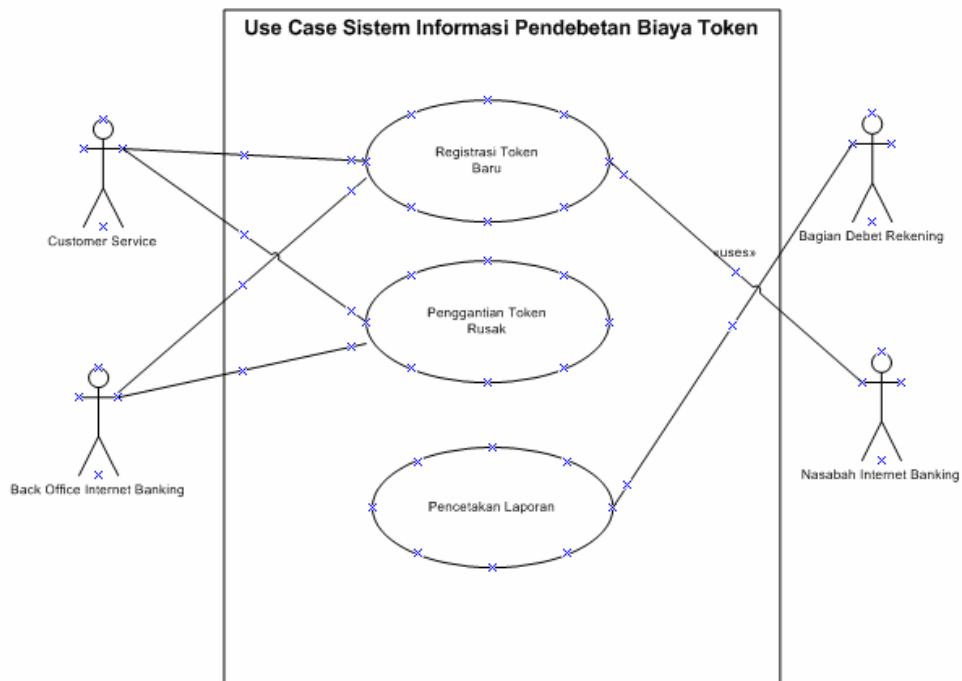 Use Case Sistem Informasi Pendebetan Biaya Token
Registrasi Token
Baru
Customer Service
Bagian Debet Rekening
«uses»
Penggantian Token
Rusak
Back Office Internet Banking
Nasabah Internet Banking
Pencetakan Laporan